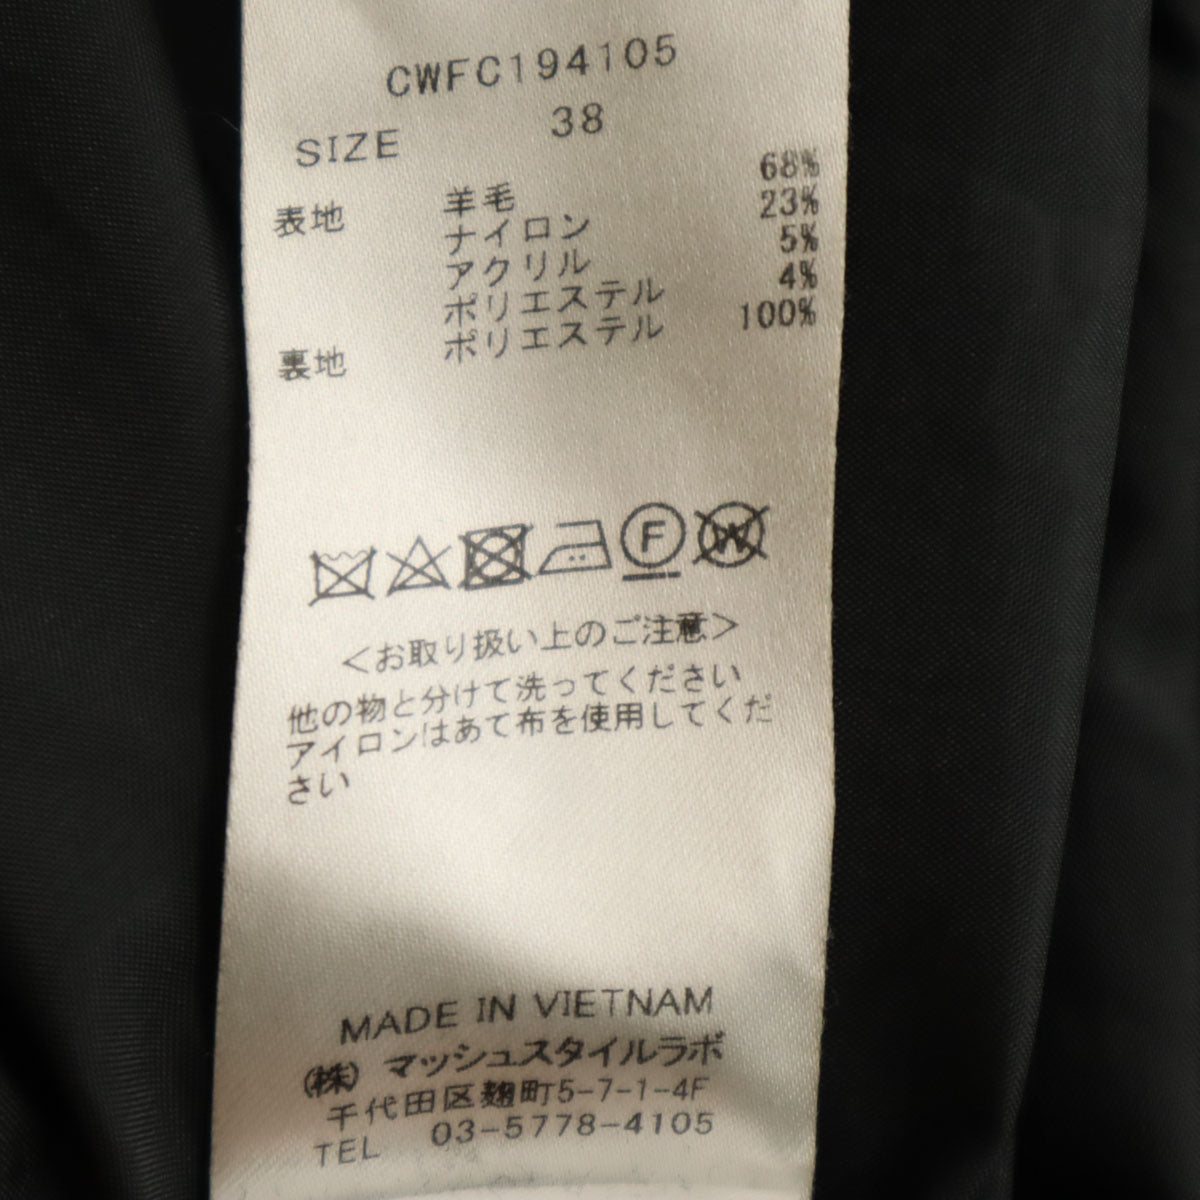 CWFC194105
SIZE 38
表地 羊毛 68%
ナイロン 23%
アクリル 5%
ポリエステル 4%
裏地 ポリエステル 100%
F W
<お取り扱い上のご注意>
他の物と分けて洗ってください
アイロンはあて布を使用してくだ
さい
MADE IN VIETNAM
(株) マッシュスタイルラボ
千代田区麹町5-7-1-4F
TEL 03-5778-4105